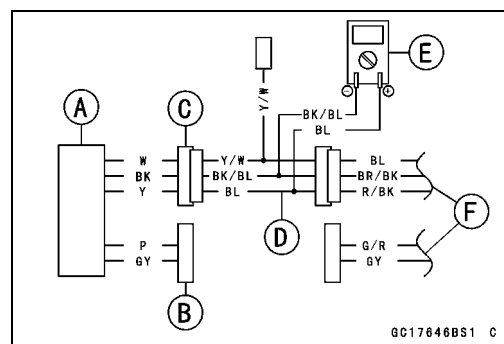 E
Y/W
A
C
BK/BL
BL
W Y/W BL
BK BK/BL BR/BK
Y BL R/BK
F
D
P G/R
GY GY
B
GC17646BS1 C